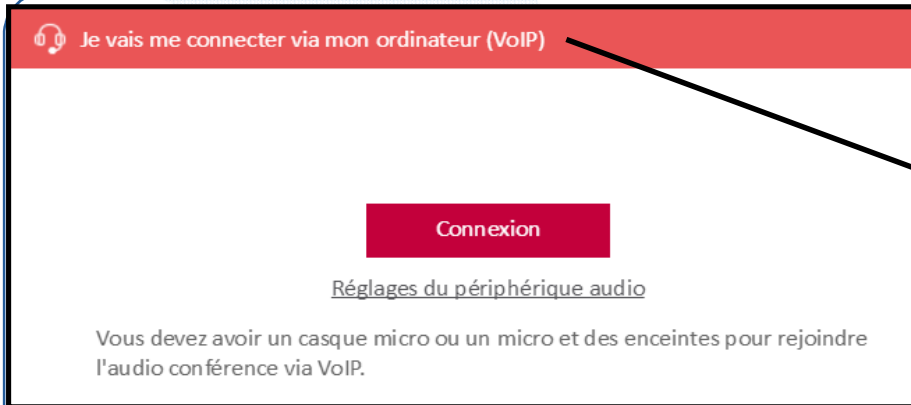 Je vais me connecter via mon ordinateur (VoIP)
Connexion
Réglages du périphérique audio
Vous devez avoir un casque micro ou un micro et des enceintes pour rejoindre
l'audio conférence via VoIP.